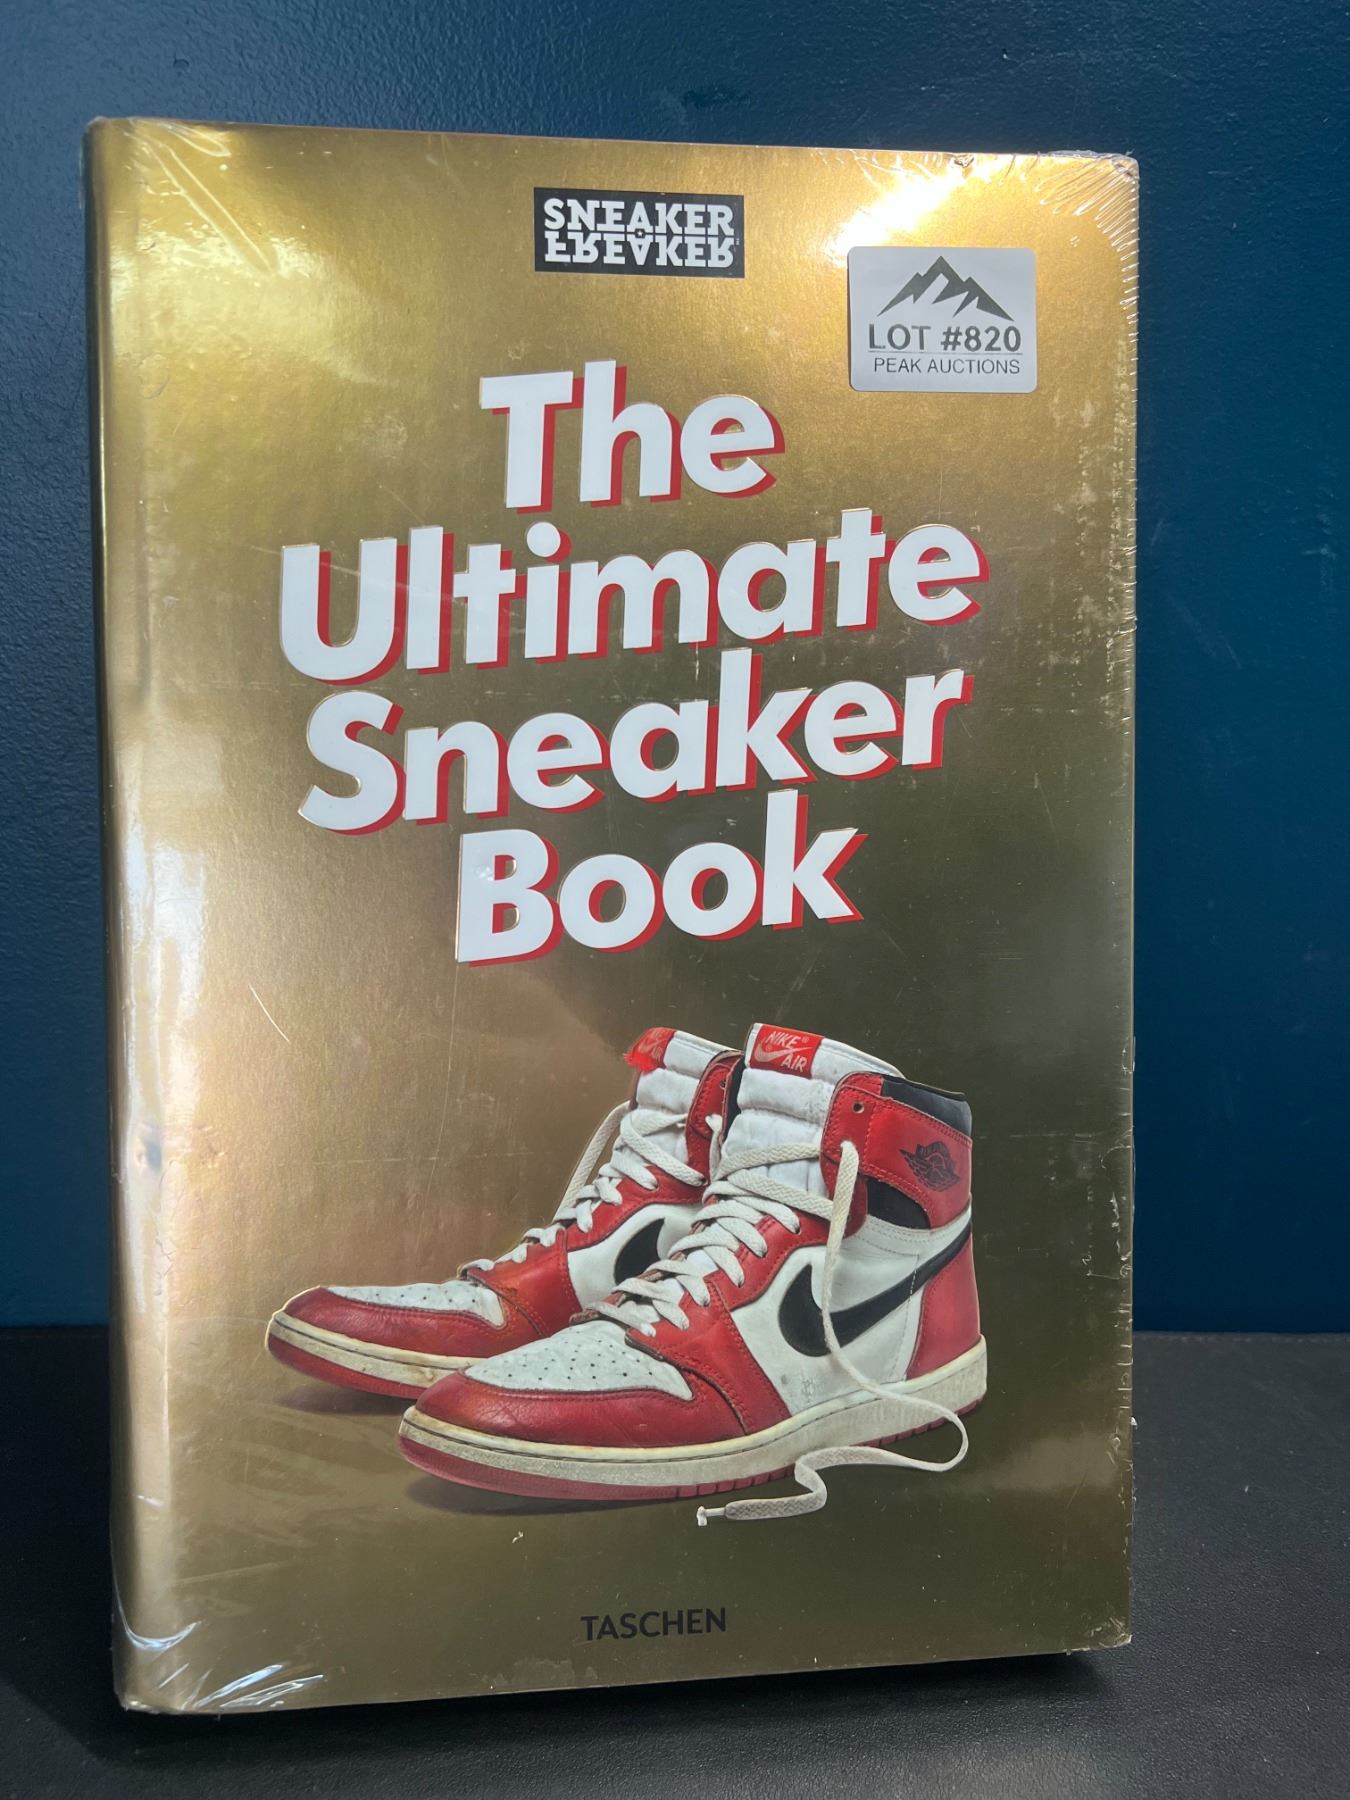 SNEAKER
FREAKER
LOT #820
PEAK AUCTIONS
The
Ultimate
Sneaker
Book
NIKE
AIR
TASCHEN